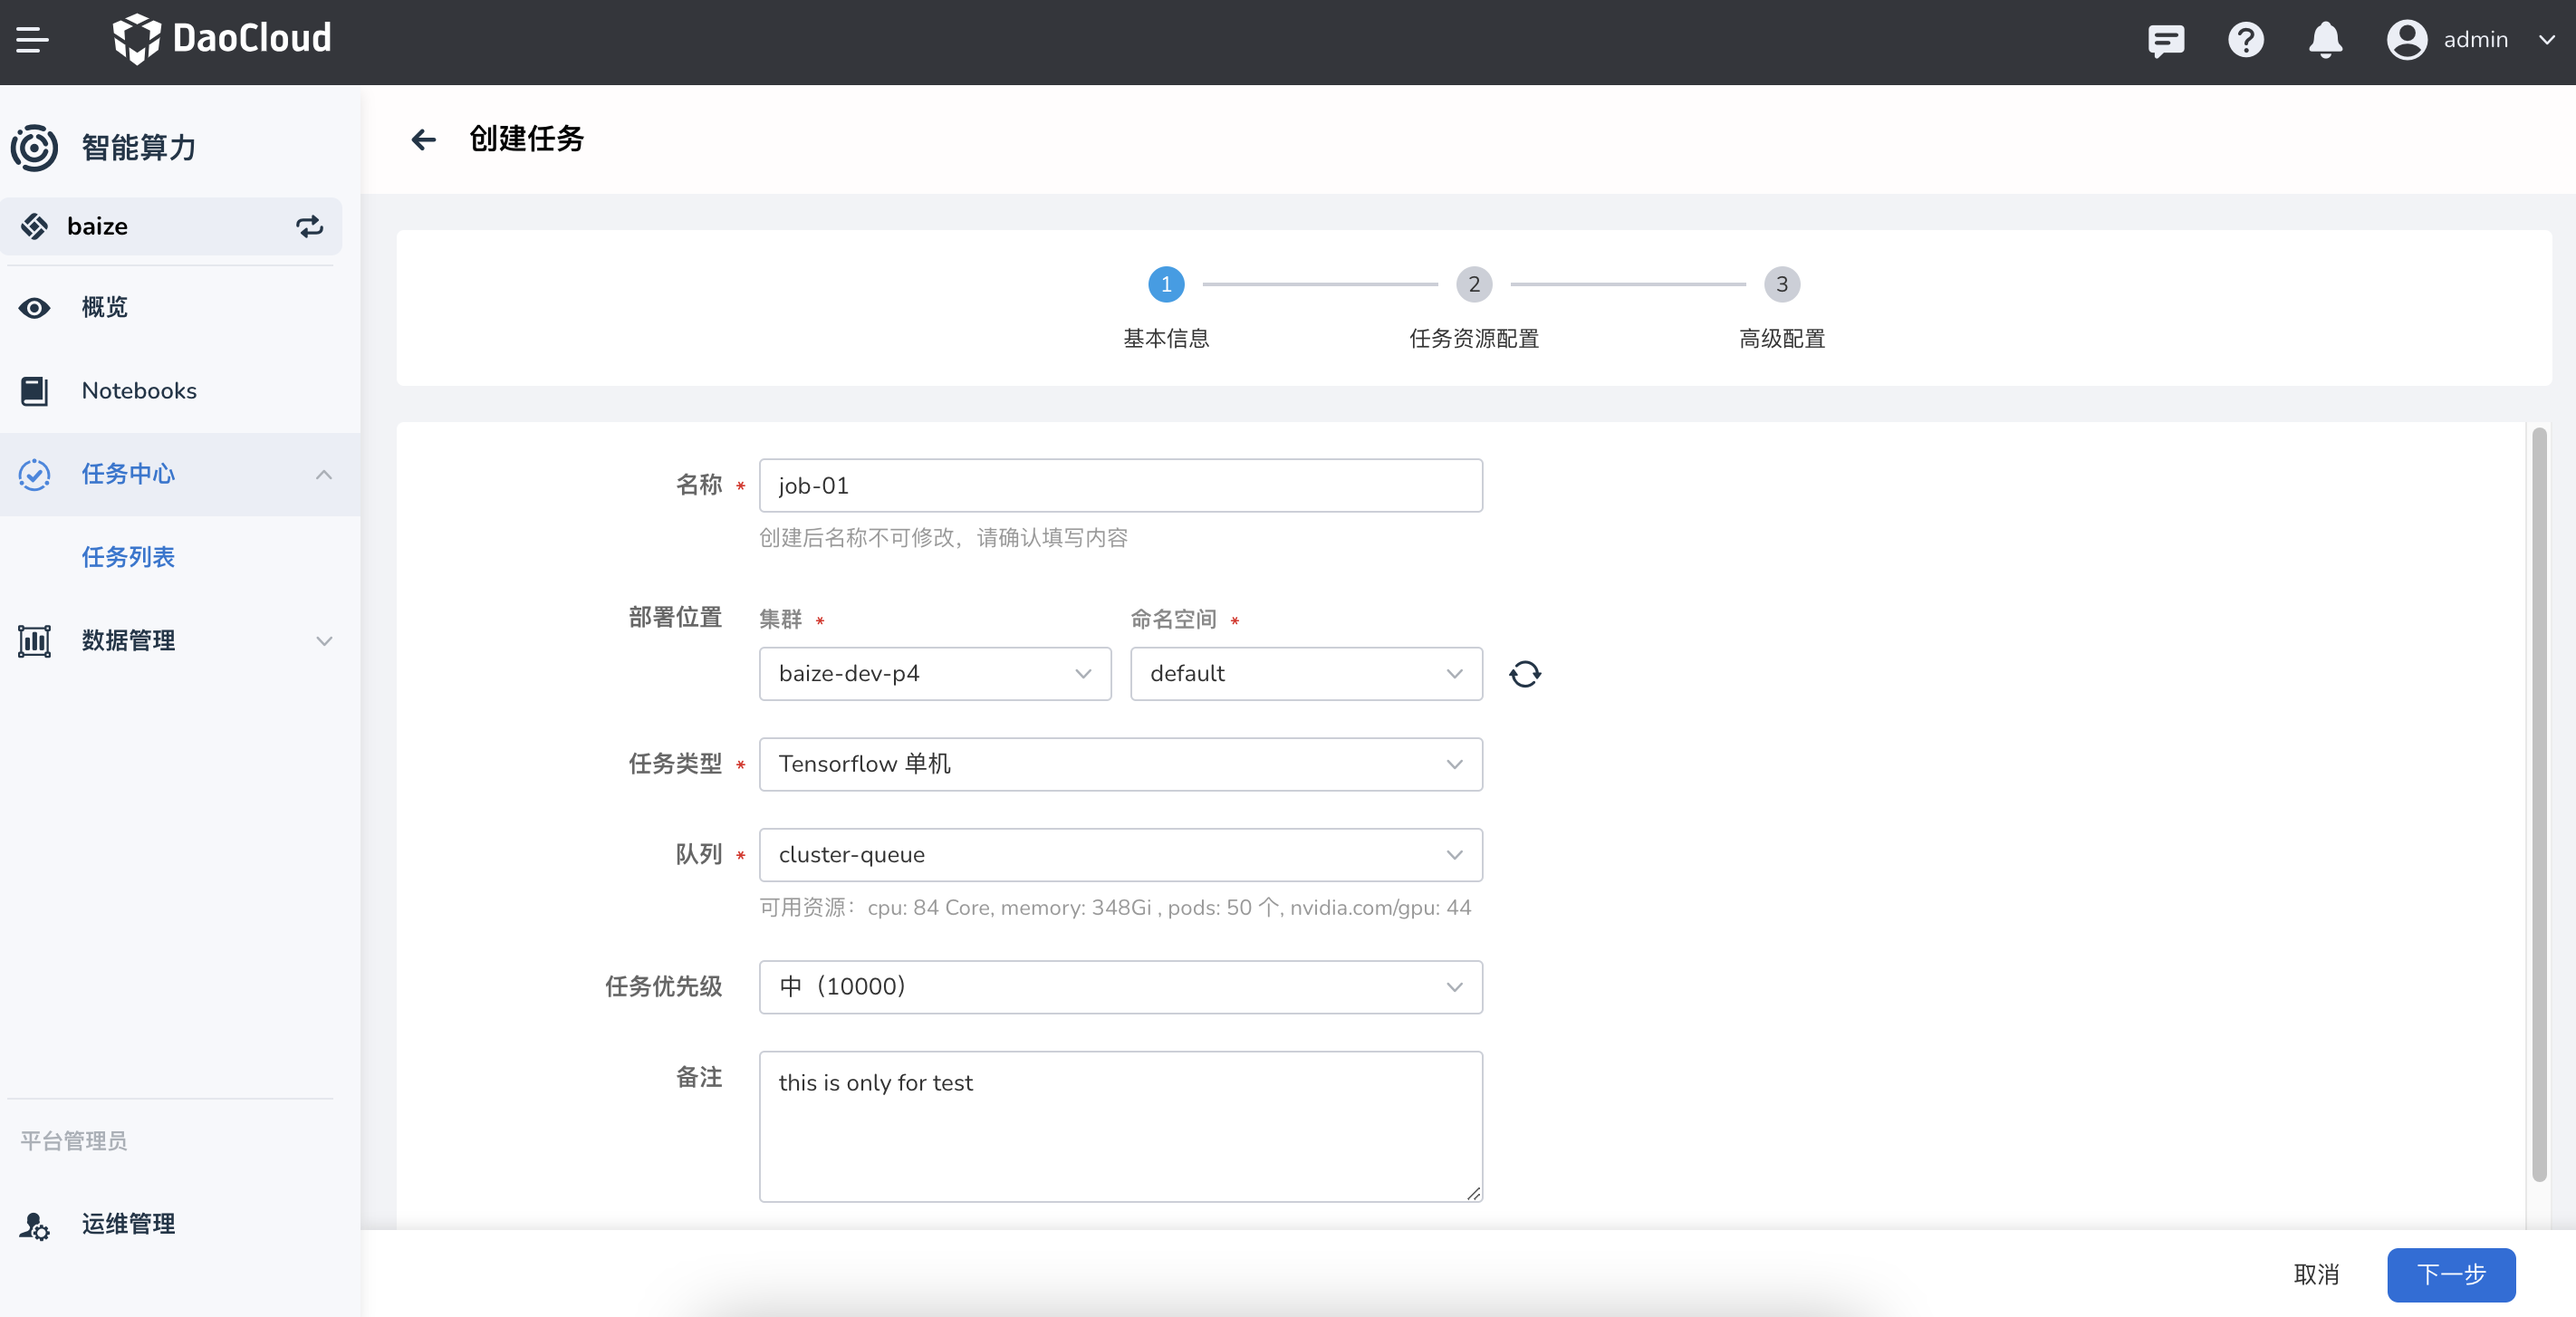 DaoCloud
admin
智能算力
baize
概览
Notebooks
任务中心
任务列表
数据管理
平台管理员
运维管理
创建任务
1
2
3
基本信息
任务资源配置
高级配置
名称 *
job-01
创建后名称不可修改，请确认填写内容
部署位置
集群 *
命名空间 *
baize-dev-p4
default
任务类型 *
Tensorflow 单机
队列 *
cluster-queue
可用资源：cpu: 84 Core, memory: 348Gi , pods: 50 个, nvidia.com/gpu: 44
任务优先级
中（10000）
备注
this is only for test
取消
下一步